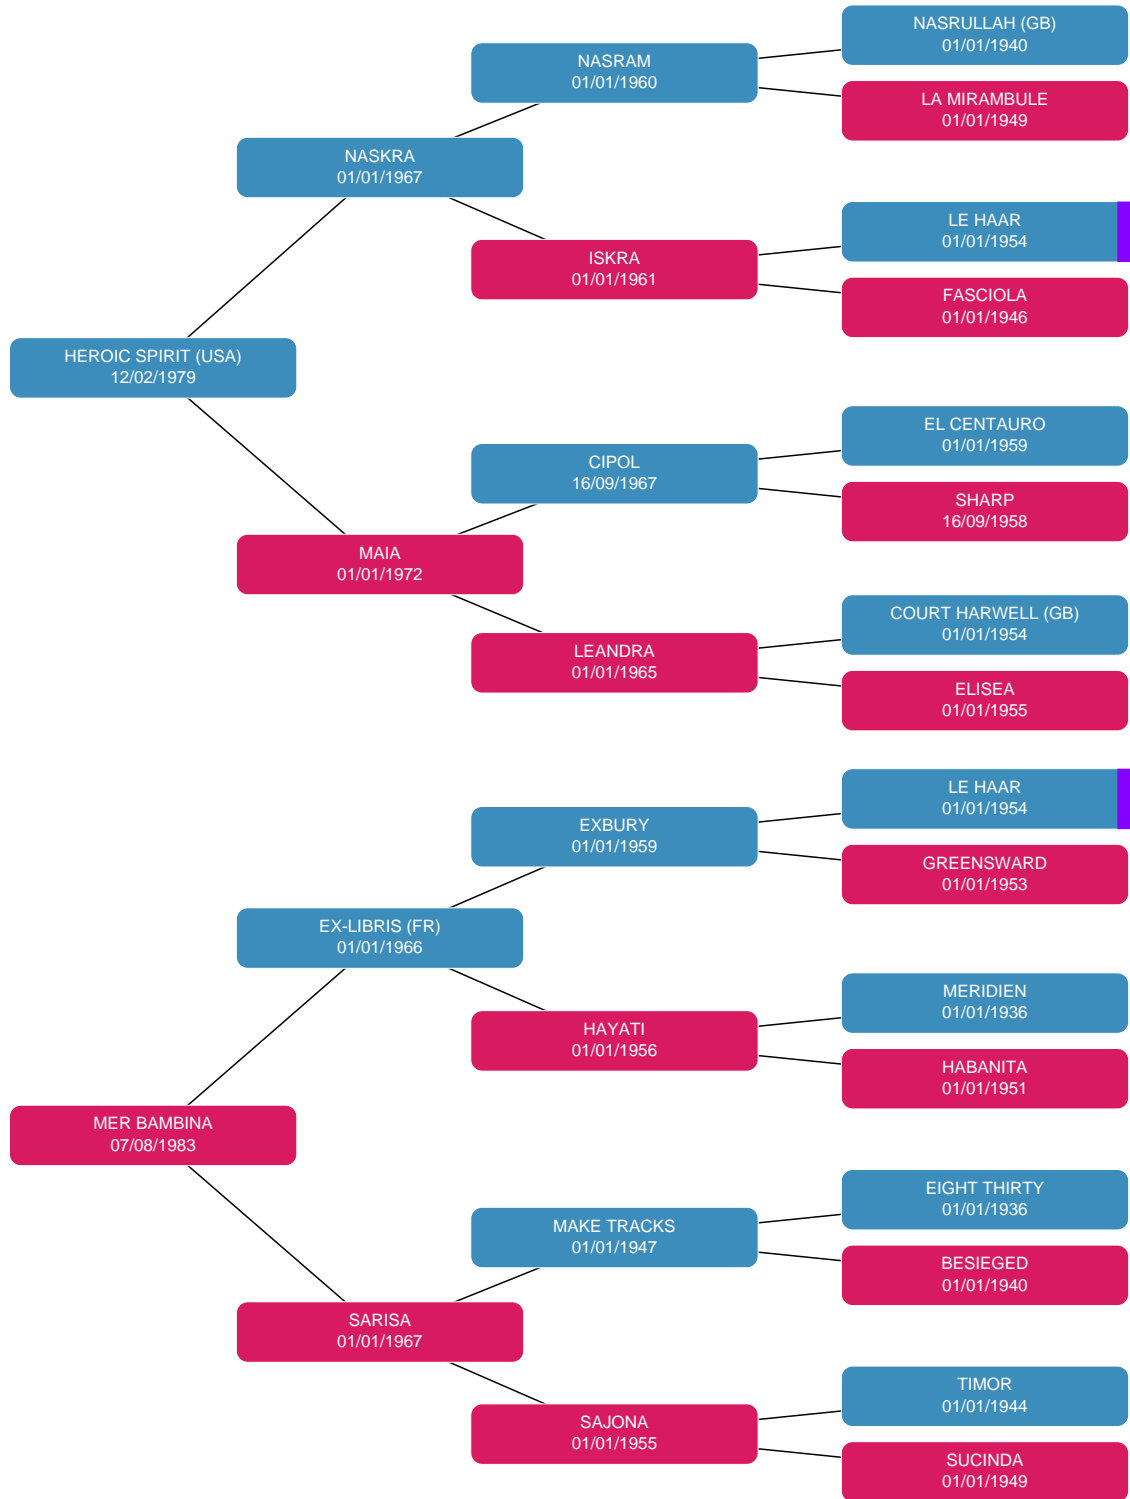 NASRULLAH (GB)
01/01/1940
NASRAM
01/01/1960
LA MIRAMBULE
01/01/1949
NASKRA
01/01/1967
LE HAAR
01/01/1954
ISKRA
01/01/1961
FASCIOLA
01/01/1946
HEROIC SPIRIT (USA)
12/02/1979
EL CENTAURO
01/01/1959
CIPOL
16/09/1967
SHARP
16/09/1958
MAIA
01/01/1972
COURT HARWELL (GB)
01/01/1954
LEANDRA
01/01/1965
ELISEA
01/01/1955
LE HAAR
01/01/1954
EXBURY
01/01/1959
GREENSWARD
01/01/1953
EX-LIBRIS (FR)
01/01/1966
MERIDIEN
01/01/1936
HAYATI
01/01/1956
HABANITA
01/01/1951
MER BAMBINA
07/08/1983
EIGHT THIRTY
01/01/1936
MAKE TRACKS
01/01/1947
BESIEGED
01/01/1940
SARISA
01/01/1967
TIMOR
01/01/1944
SAJONA
01/01/1955
SUCINDA
01/01/1949